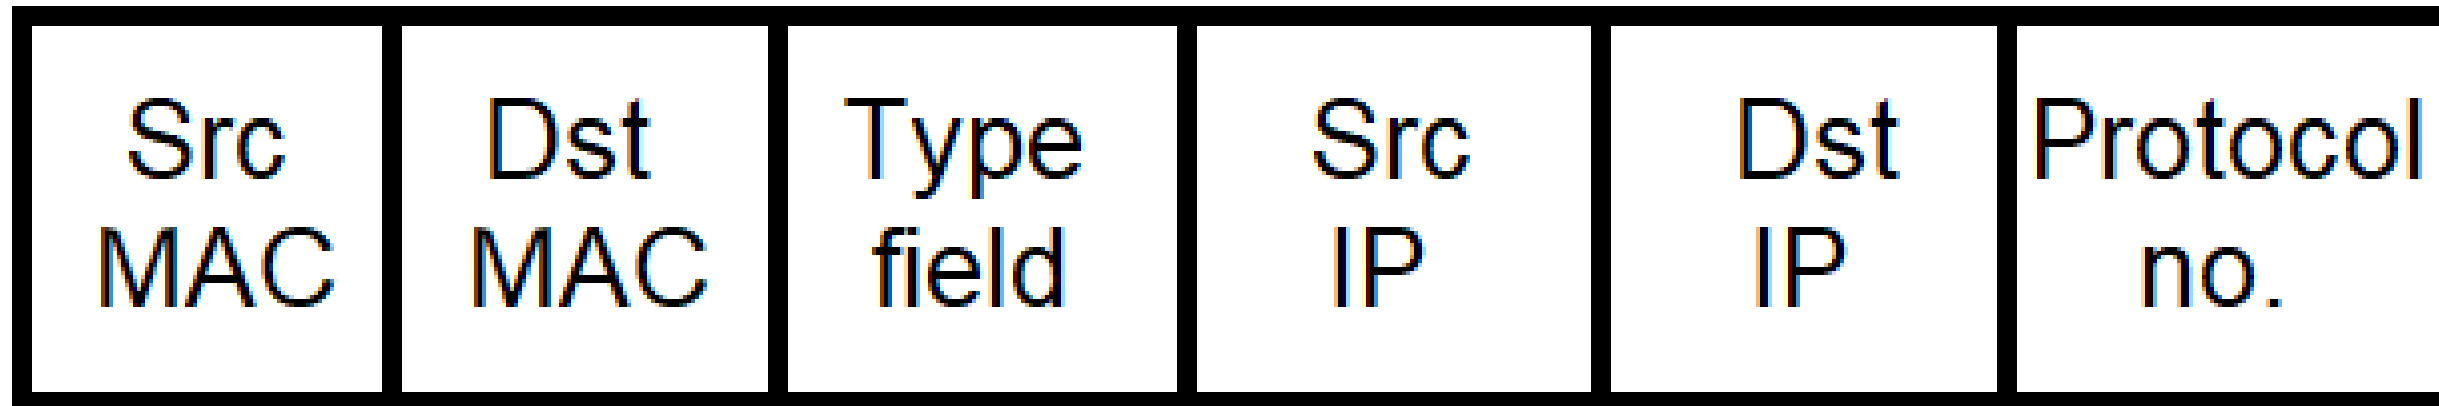 Src
MAC
Dst
MAC
Type
field
Src
IP
Dst
IP
Protocol
no.